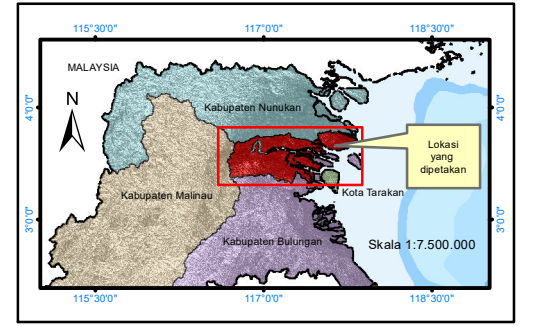 115°30'0" 117°0'0" 118°30'0"
MALAYSIA
N
4°0'0" 4°0'0"
Kabupaten Nunukan
Lokasi
yang
dipetakan
Kabupaten Malinau
Kota Tarakan
3°0'0" 3°0'0"
Kabupaten Bulungan
Skala 1:7.500.000
115°30'0" 117°0'0" 118°30'0"